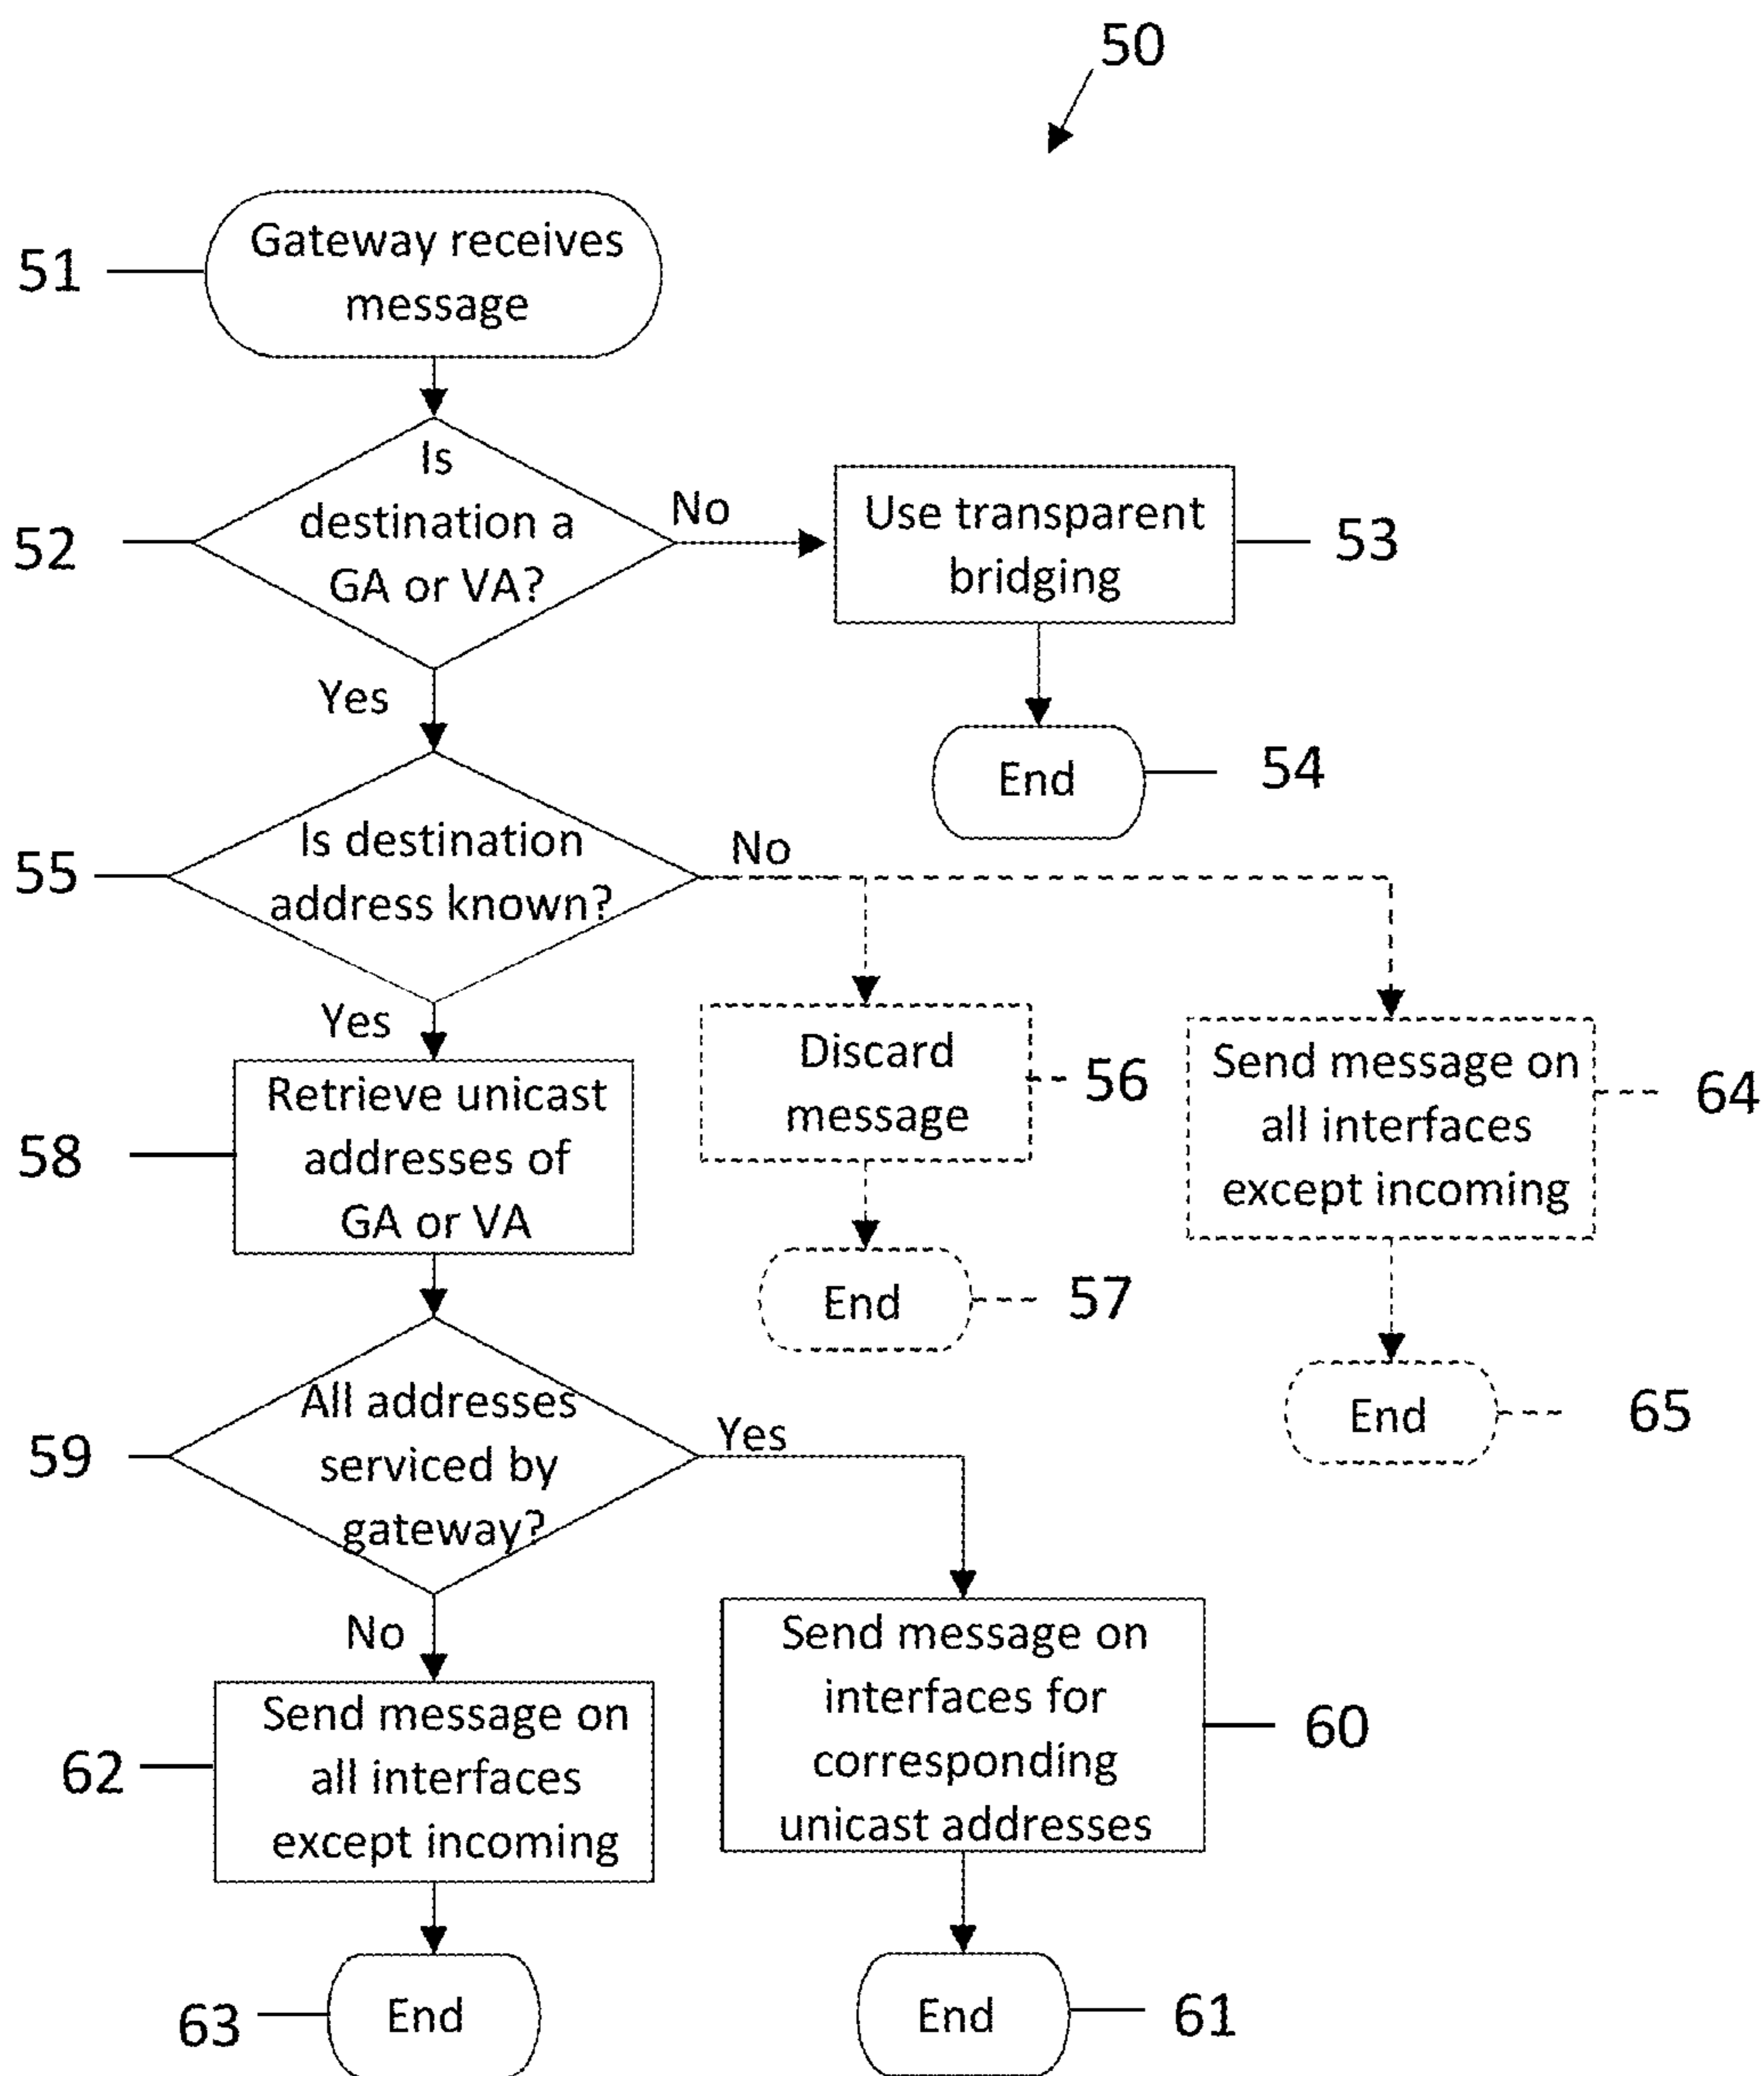 50
51
Gateway receives
message
52
Is
destination a
GA or VA?
No
Use transparent
bridging
53
Yes
End
54
55
Is destination
address known?
No
Yes
58
Retrieve unicast
addresses of
GA or VA
Discard
message
56
Send message on
all interfaces
except incoming
64
End
57
End
65
59
All addresses
serviced by
gateway?
Yes
No
62
Send message on
all interfaces
except incoming
Send message on
interfaces for
corresponding
unicast addresses
60
63
End
End
61